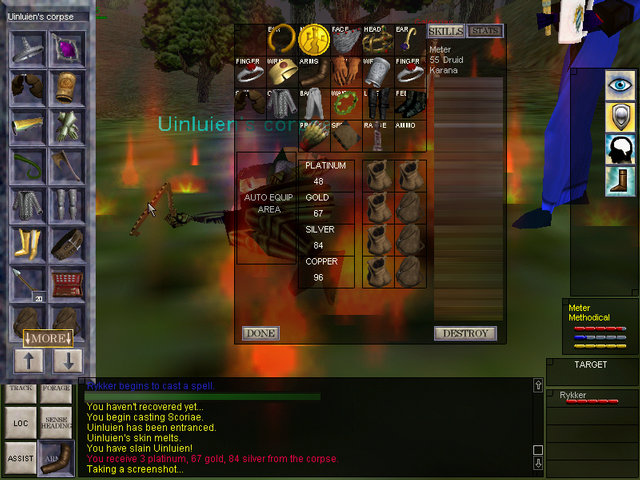 Uinluien's corpse
EAR
FACE
HEAD
EAR
SKILLS
STATS
FINGER
ARMS
FINGER
Meter
55 Druid
Karana
Uinluien's cor
AMMO
PLATINUM
48
GOLD
67
SILVER
84
COPPER
96
AUTO EQUIP
AREA
20
MORE
DONE
DESTROY
Meter
Methodical
TARGET
Rykker
TRACK
FORAGE
LOC
SENSE
HEADING
ASSIST
Rykker begins to cast a spell.
You haven't recovered yet...
You begin casting Scoriae.
Uinluien has been entranced.
Uinluien's skin melts.
You have slain Uinluien!
You receive 3 platinum, 67 gold, 84 silver from the corpse.
Taking a screenshot...